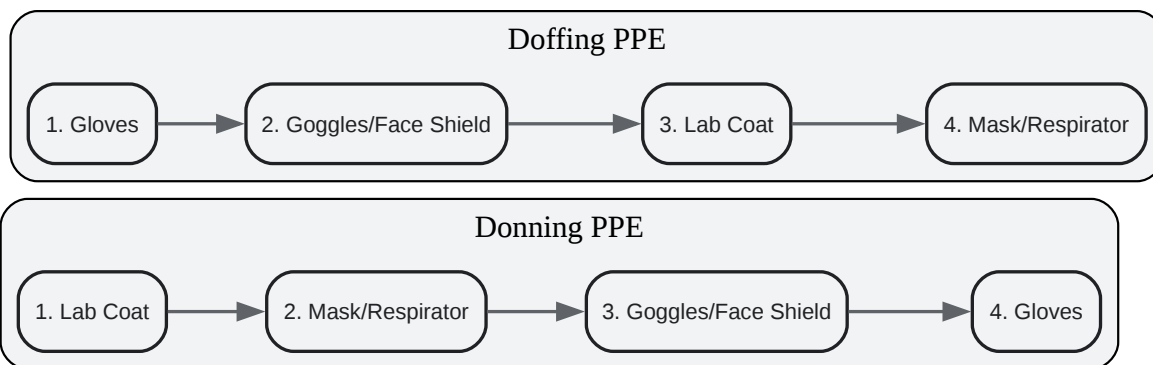 Doffing PPE
1. Gloves
2. Goggles/Face Shield
3. Lab Coat
4. Mask/Respirator
Donning PPE
1. Lab Coat
2. Mask/Respirator
3. Goggles/Face Shield
4. Gloves